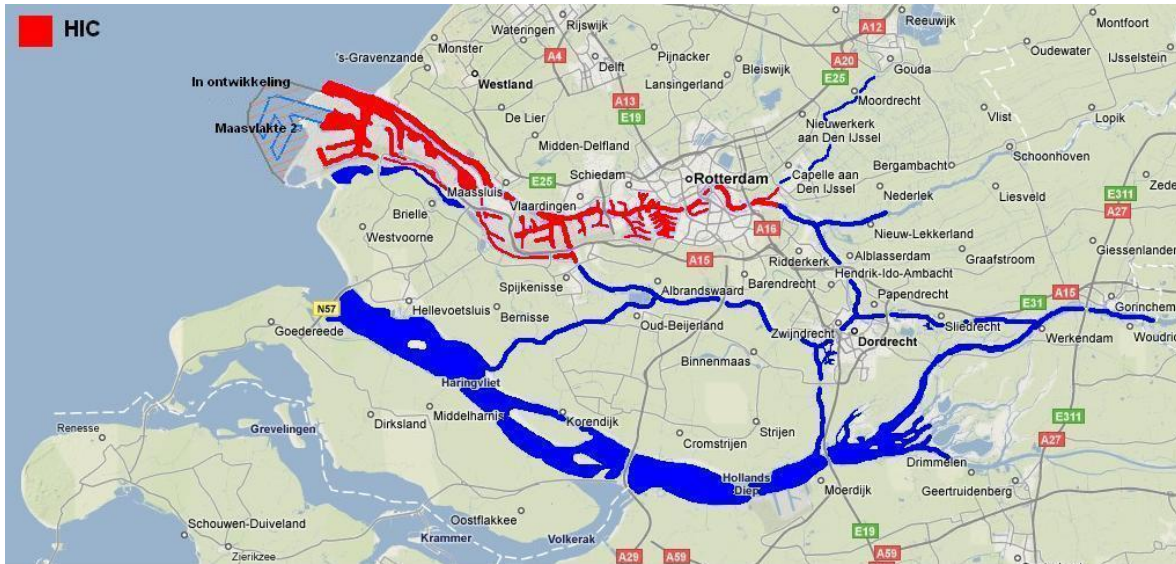 HIC
Wateringen
Rijswijk
A12
Reeuwijk
Montfoort
Monster
's-Gravenzande
A4
Pijnacker
A20
Oudewater
Delft
Bleiswijk
E25
Gouda
IJsselstein
In ontwikkeling
Westland
Lansingerland
A13
Moordrecht
De Lier
E19
Nieuwerkerk
aan Den IJssel
Vlist
Lopik
Maasvlakte 2
Midden-Delfland
Schoonhoven
Bergambacht
Maassluis
E25
Schiedam
Rotterdam
Capelle aan
Den IJssel
Nederlek
Liesveld
E311
A27
Vlaardingen
Brielle
Westvoorne
A16
Nieuw-Lekkerland
A15
Ridderkerk
Alblasserdam
Graafstroom
Giessenlanden
Hendrik-Ido-Ambacht
Spijkenisse
Albrandswaard
Barendrecht
Papendrecht
E31
A15
Gorinchem
N57
Hellevoetsluis
Bernisse
Goedereede
Oud-Beijerland
Zwijndrecht
Sliedrecht
Dordrecht
Werkendam
Binnenmaas
Haringvliet
Middelharnis
Korendijk
Dirksland
Strijen
E311
Renesse
Grevelingen
Cromstrijen
A27
Drimmelen
Hollands
Diep
Moerdijk
Geertruidenberg
Schouwen-Duiveland
Oostflakkee
Krammer
Volkerak
E19
Zierikzee
A29
A59
A59